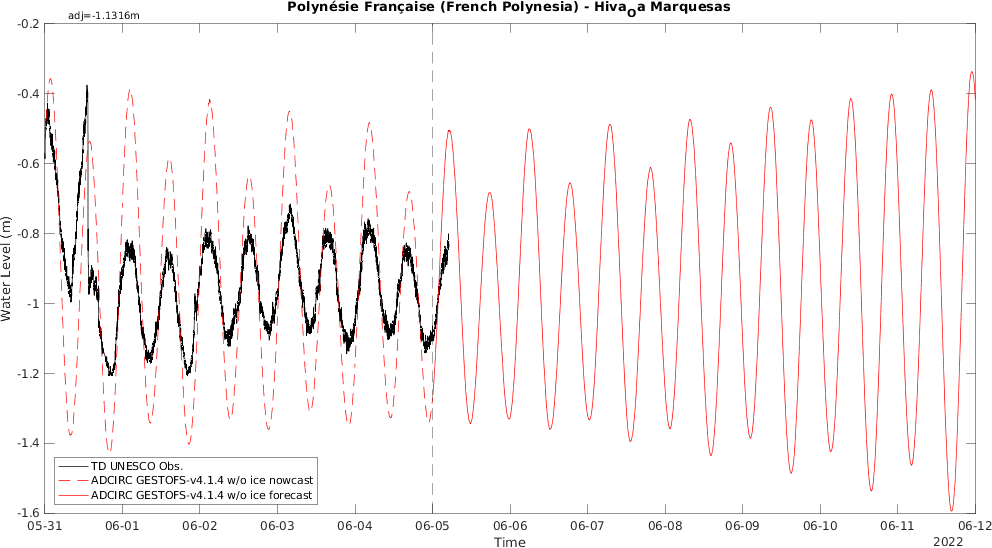 Polynésie Française (French Polynesia) - Hiva_Oa Marquesas
adj=-1.1316m
-0.2
-0.4
-0.6
-0.8
-1
-1.2
-1.4
-1.6
Water Level (m)
TD UNESCO Obs.
ADCIRC GESTOFS-v4.1.4 w/o ice nowcast
ADCIRC GESTOFS-v4.1.4 w/o ice forecast
05-31 06-01 06-02 06-03 06-04 06-05 06-06 06-07 06-08 06-09 06-10 06-11 06-12
Time
2022